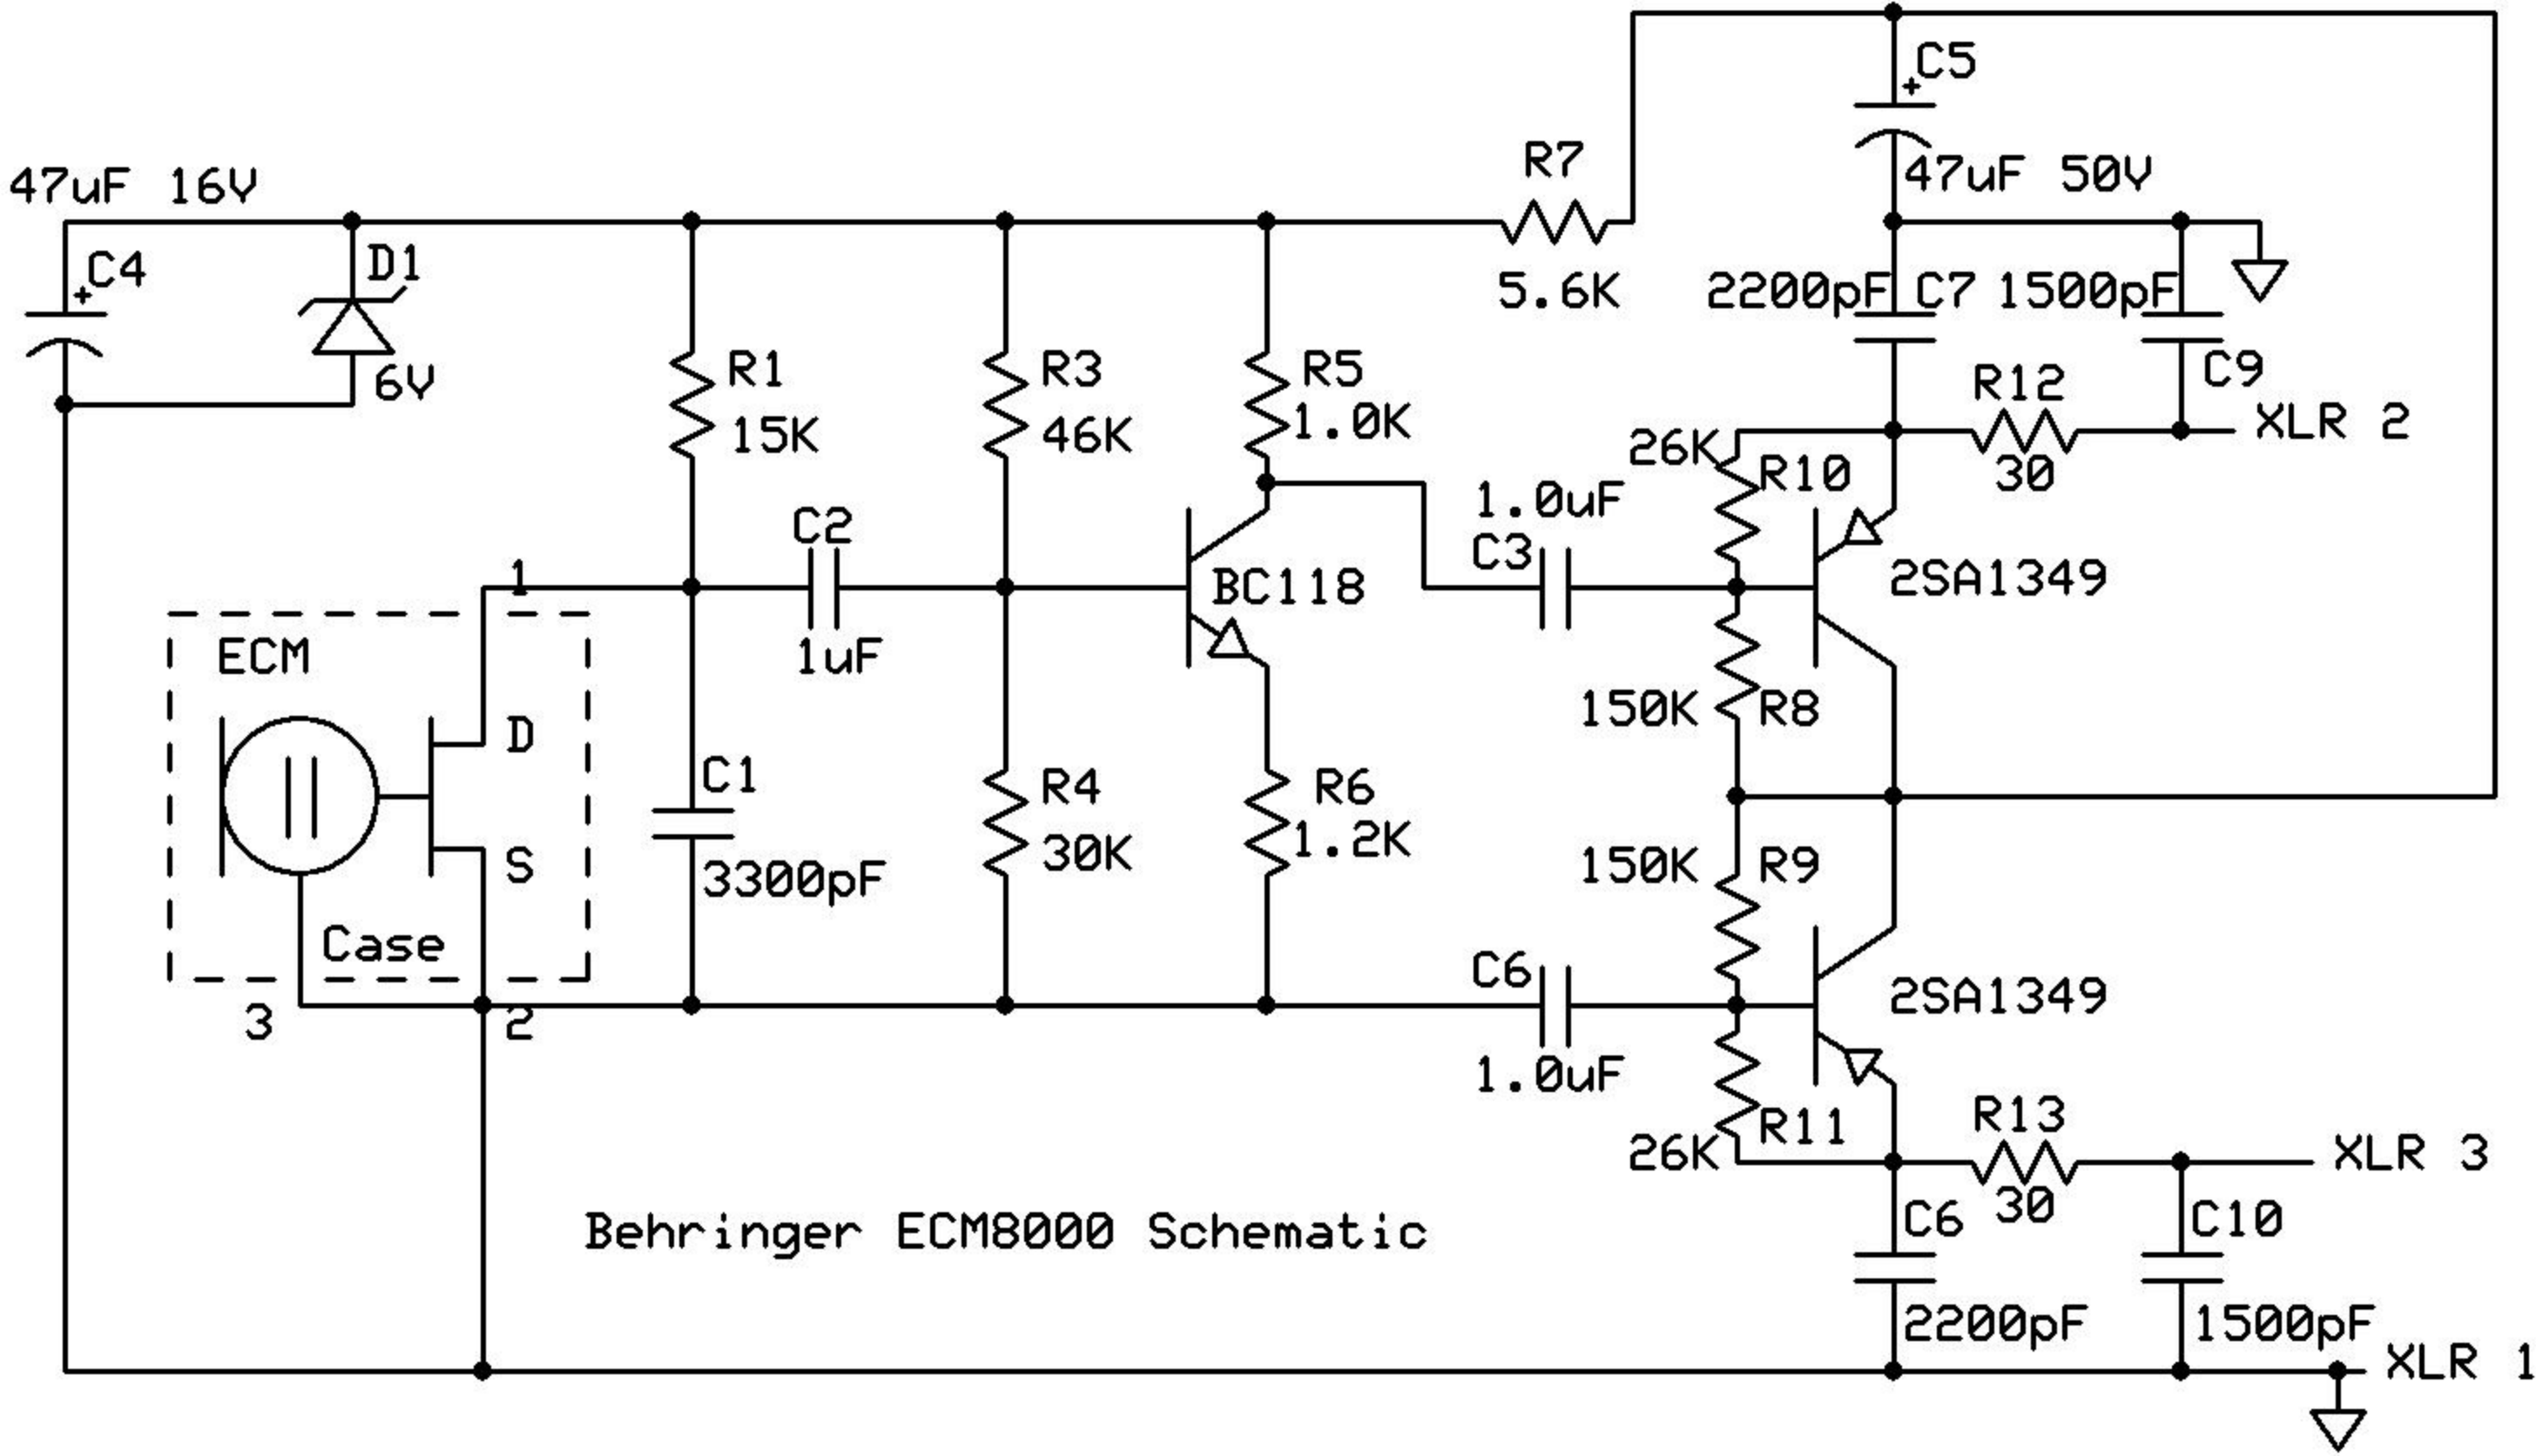 C5
+
47uF 50V
R7
5.6K
47uF 16V
C4
+
D1
6V
R1
15K
R3
46K
R5
1.0K
2200pF
C7
1500pF
C9
R12
30
XLR 2
26K
R10
1.0uF
C3
C2
1uF
1
BC118
2SA1349
ECM
D
S
Case
3
2
C1
3300pF
R4
30K
R6
1.2K
150K
R8
150K
R9
C6
1.0uF
2SA1349
26K
R11
R13
30
XLR 3
C6
2200pF
C10
1500pF
XLR 1
Behringer ECM8000 Schematic